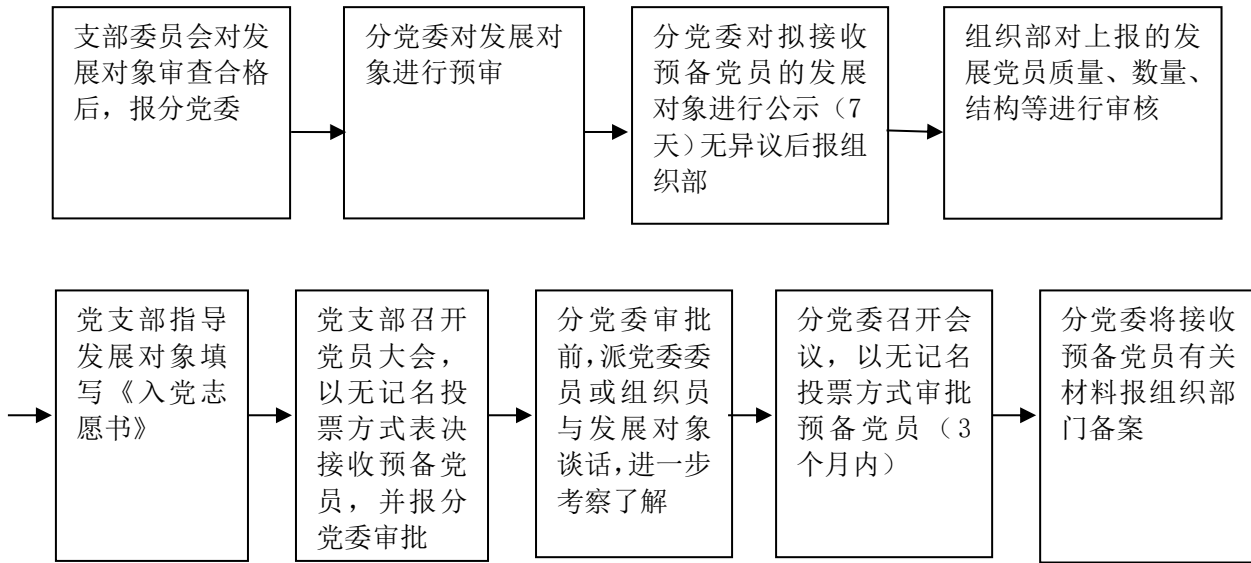 支部委员会对发
展对象审查合格
后，报分党委
分党委对发展对
象进行预审
分党委对拟接收
预备党员的发展
对象进行公示（7
天）无异议后报组
织部
组织部对上报的发
展党员质量、数量、
结构等进行审核
党支部指导
发展对象填
写《入党志
愿书》
党支部召开
党员大会，
以无记名投
票方式表决
接收预备党
员，并报分
党委审批
分党委审批
前，派党委委
员或组织员
与发展对象
谈话，进一步
考察了解
分党委召开会
议，以无记名
投票方式审批
预备党员（3
个月内）
分党委将接收
预备党员有关
材料报组织部
门备案